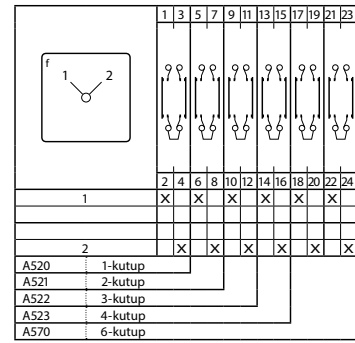 1 3 5 7 9 11 13 15 17 19 21 23
f
1 2
2 4 6 8 10 12 14 16 18 20 22 24
1 X X X X X X
2 X X X X X X
A520 1-kutup
A521 2-kutup
A522 3-kutup
A523 4-kutup
A570 6-kutup